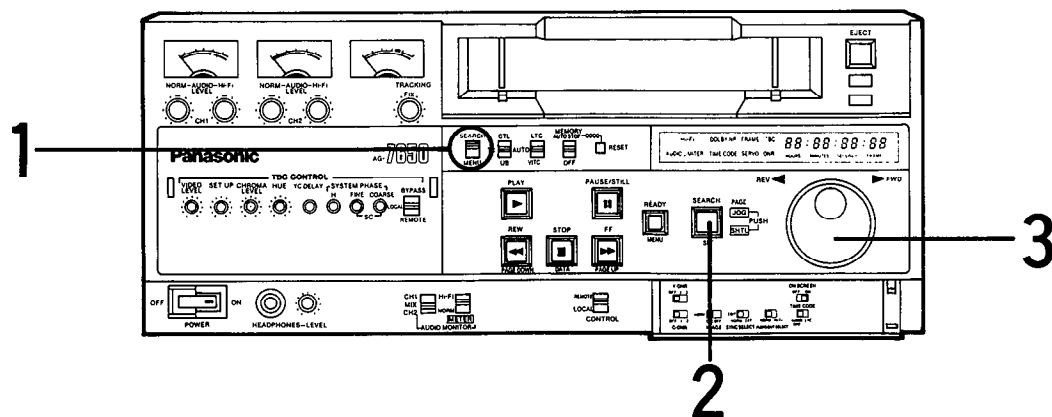 EJECT
NORM-AUDIO-Hi-Fi
LEVEL
CH1
NORM-AUDIO-Hi-Fi
LEVEL
CH2
TRACKING
FIX
1
SEARCH
MENU
CTL
AUTO
UB
LTC
VITC
MEMORY
AUTO STOP
OFF
RESET
Hi-Fi DOLBY NR FRAME TBC
TIME CODE SERVO
88:88:88:88
HOURS MINUTES FRAME
Panasonic
AG-7650
TBC CONTROL
VIDEO LEVEL
SET UP
CHROMA LEVEL
HUE
YC DELAY
SYSTEM PHASE
H
FINE
COARSE
SC
BYPASS
LOCAL
REMOTE
PLAY
PAUSE/STILL
READY
MENU
SEARCH
PAGE
JOG
SHTL
PUSH
REV
FWD
3
REW
PAGE DOWN
STOP
DATA
FF
PAGE UP
OFF
ON
POWER
HEADPHONES-LEVEL
CH1
MIX
CH2
Hi-Fi
NORM
METER
AUDIO MONITOR
REMOTE
LOCAL
CONTROL
ON SCREEN
TIME CODE
C-DNR
SYNC SELECT
2